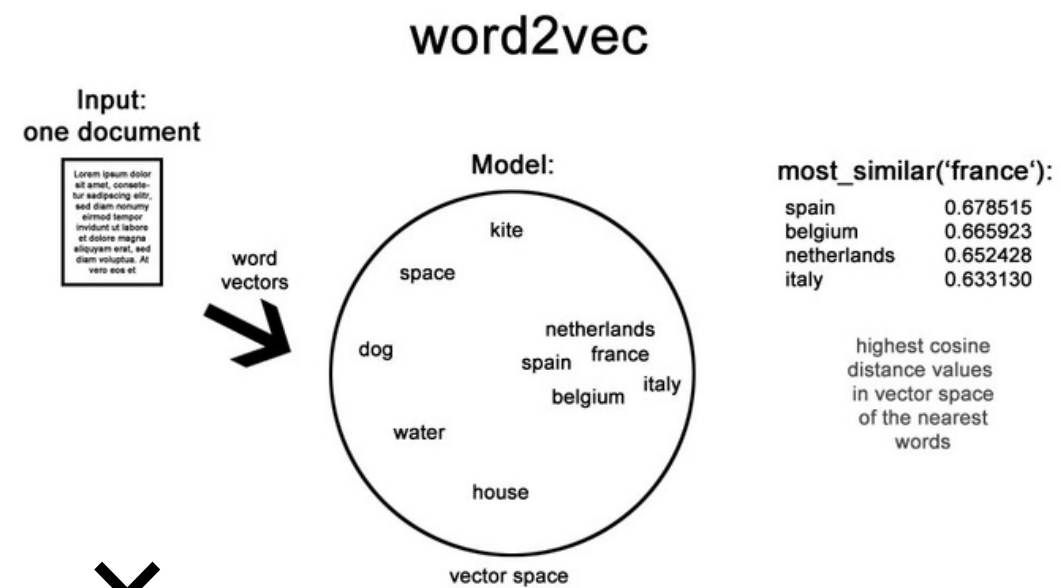 word2vec
Input:
one document
Lorem ipsum dolor
sit amet, consete-
tur sadipscing elitr,
sed diam nonumy
eirmod tempor
invidunt ut labore
et dolore magna
aliquyam erat, sed
diam voluptua. At
vero eos et
word
vectors
Model:
kite
space
netherlands
dog
spain france
italy
belgium
water
house
vector space
most_similar('france'):
spain 0.678515
belgium 0.665923
netherlands 0.652428
italy 0.633130
highest cosine
distance values
in vector space
of the nearest
words